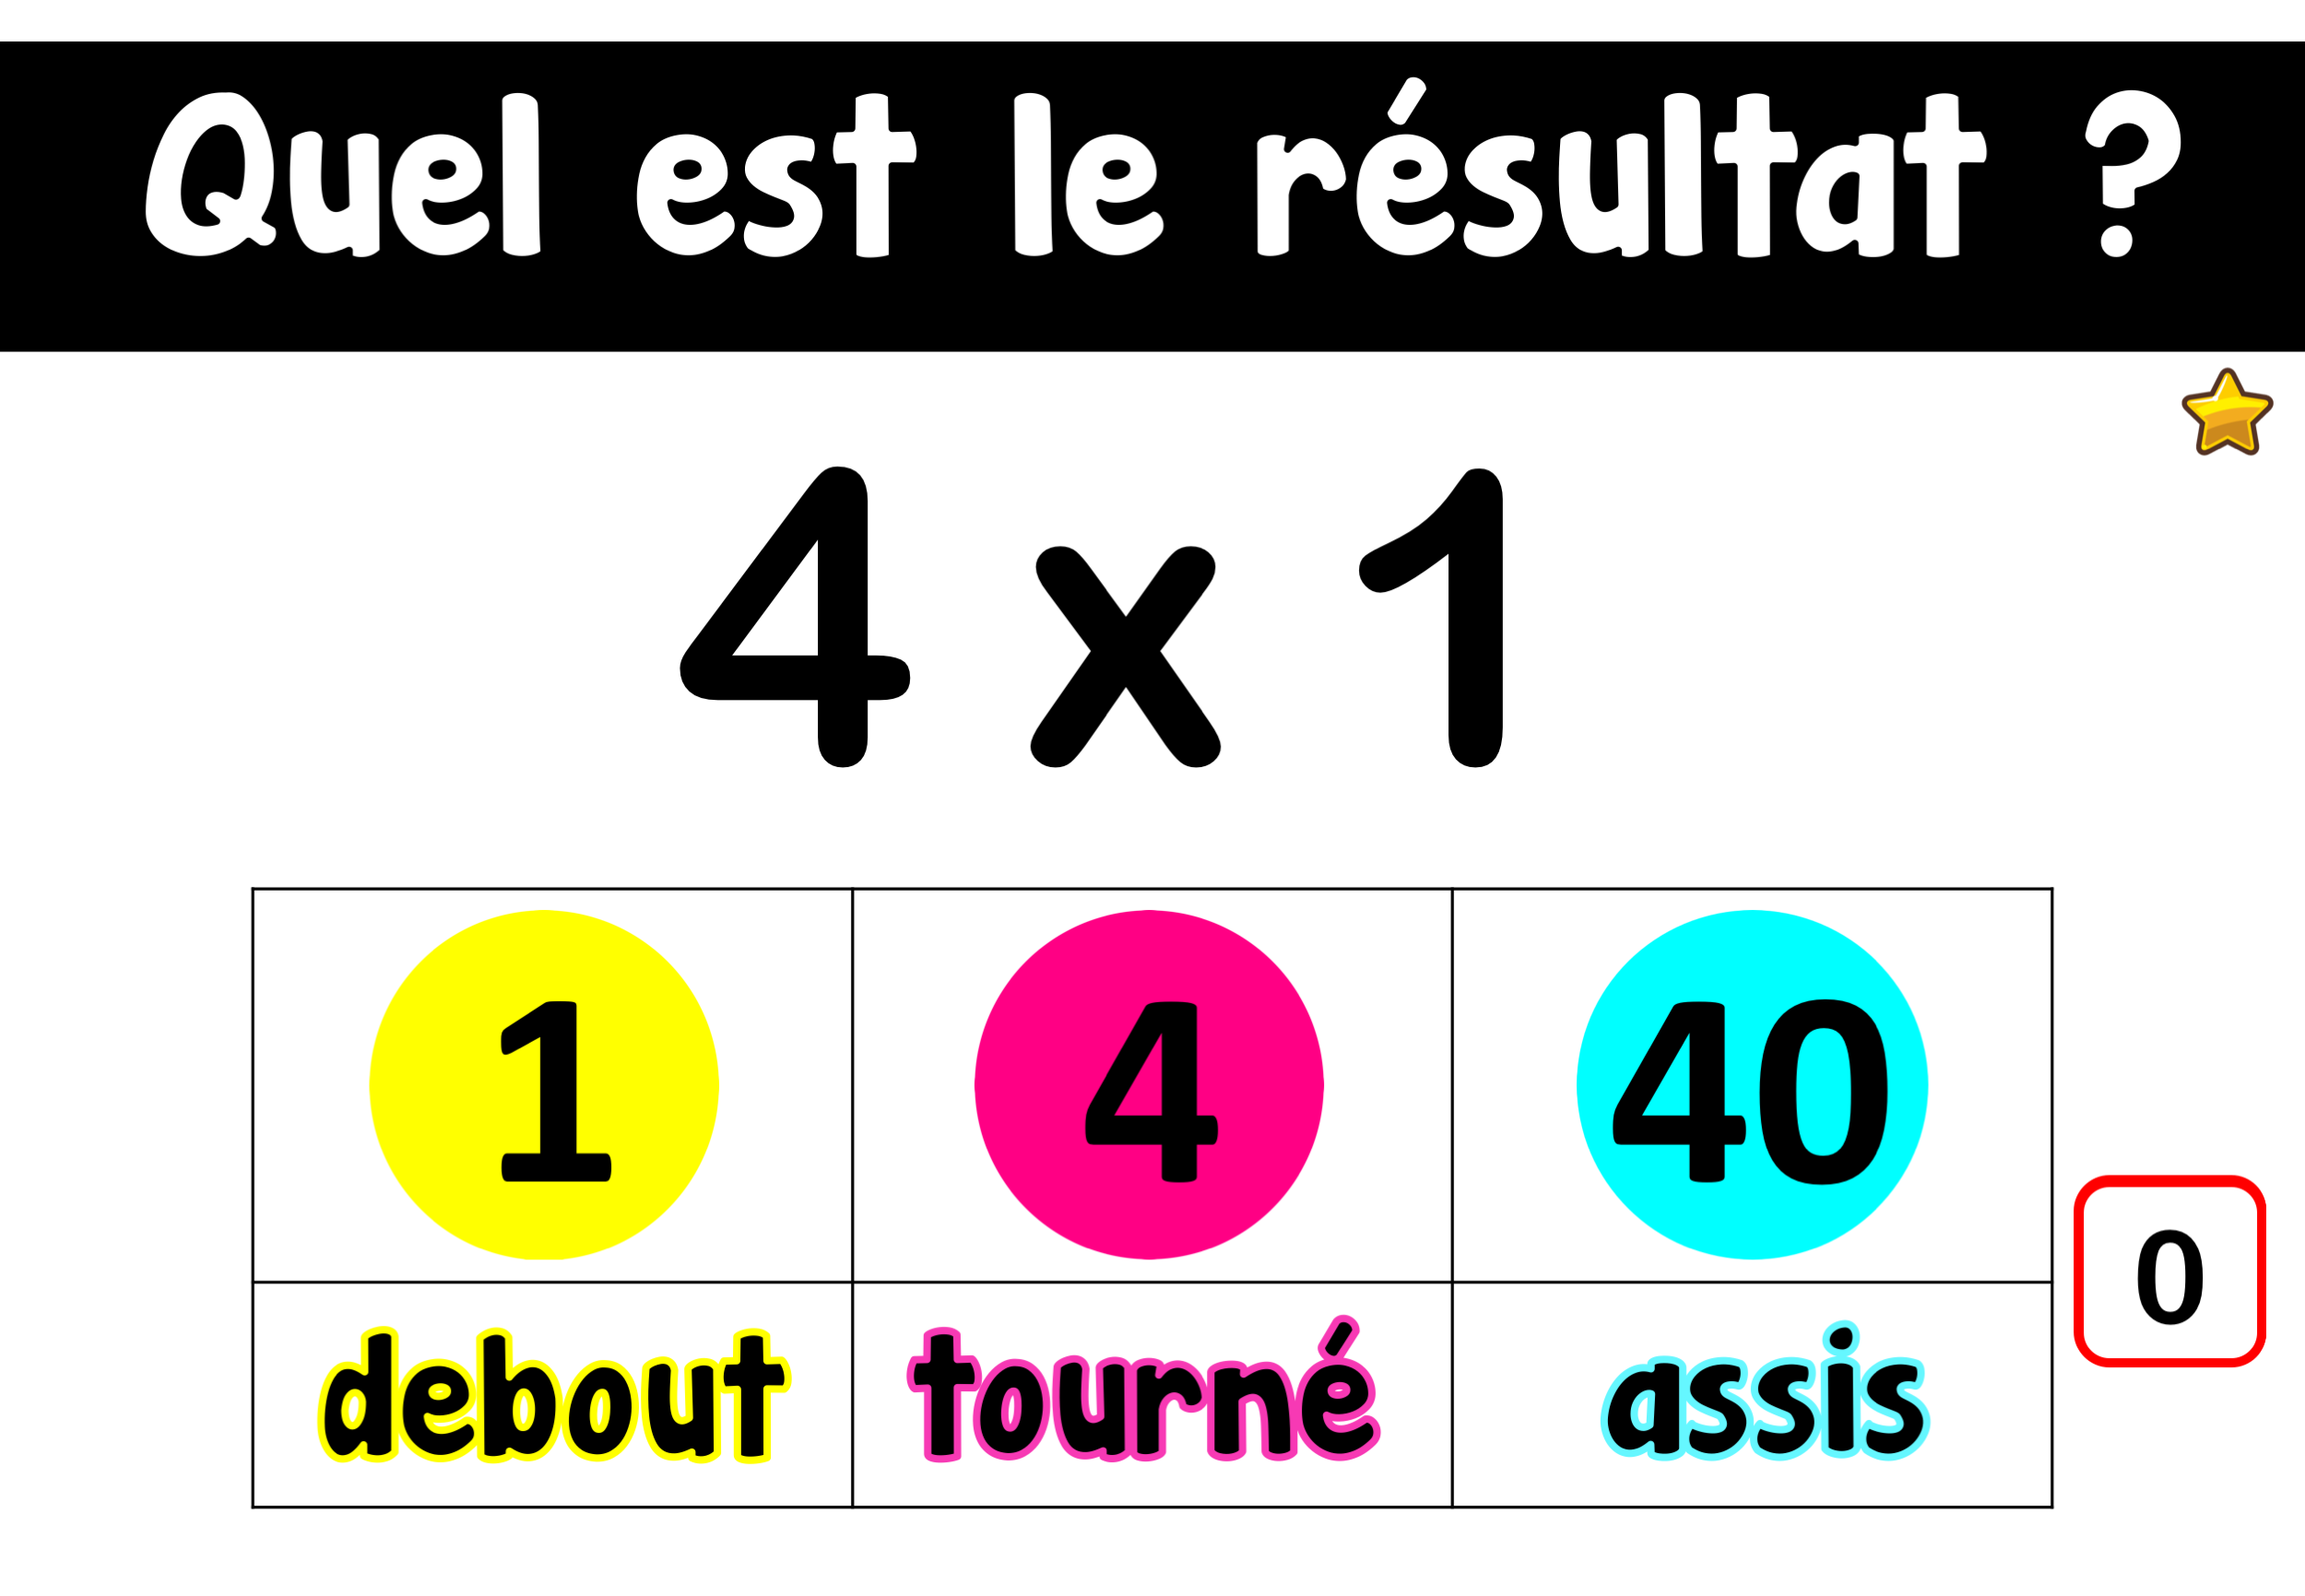 Quel est le résultat ?
4 x 1
1 4 40
0
debout tourné assis